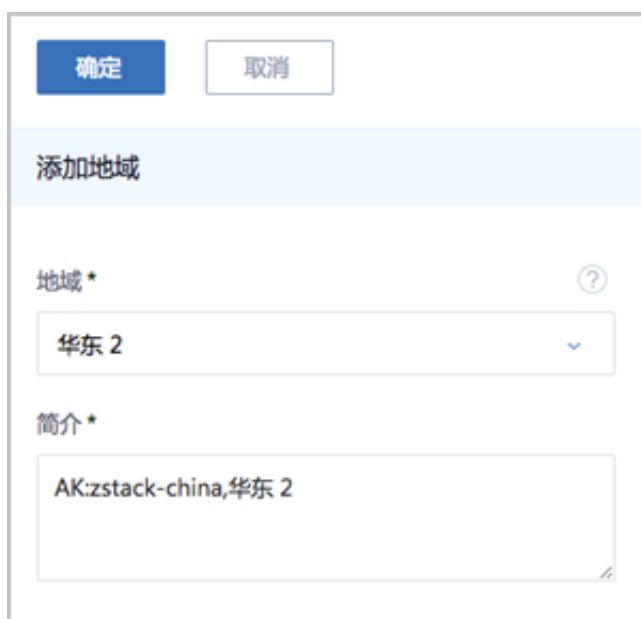 确定
取消
添加地域
地域 *
?
华东 2
简介 *
AK:zstack-china,华东 2